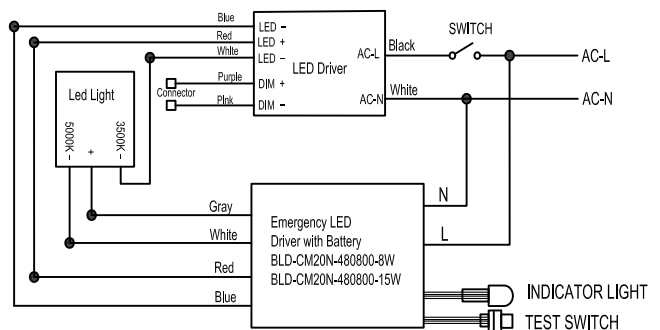 Blue
LED −
Red
LED +
White
LED −
LED Driver
Purple
DIM +
Connector
Pink
DIM −
AC-L
Black
SWITCH
AC-L
AC-N
White
AC-N
Led Light
5000K −
+
3500K −
N
L
Gray
White
Red
Blue
Emergency LED
Driver with Battery
BLD-CM20N-480800-8W
BLD-CM20N-480800-15W
INDICATOR LIGHT
TEST SWITCH